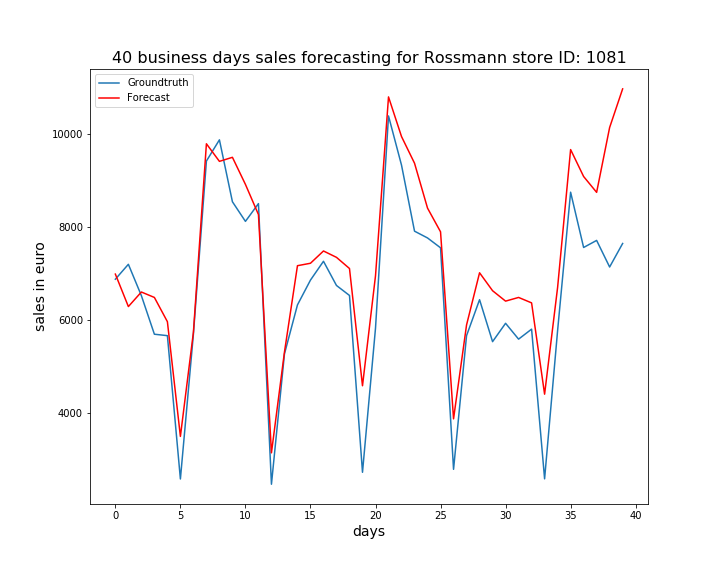 40 business days sales forecasting for Rossmann store ID: 1081
Groundtruth
Forecast
10000
8000
6000
4000
sales in euro
0 5 10 15 20 25 30 35 40
days